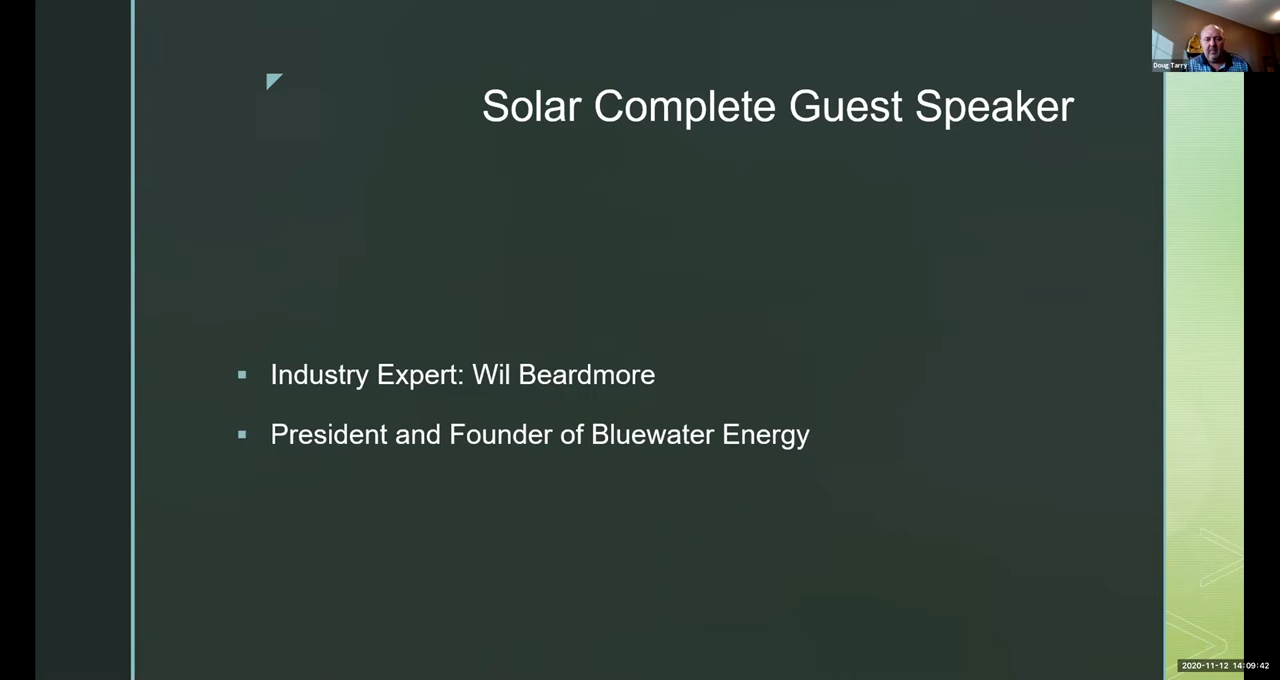 Doug Tarry
Solar Complete Guest Speaker
Industry Expert: Wil Beardmore
President and Founder of Bluewater Energy
2020-11-12 14:09:42